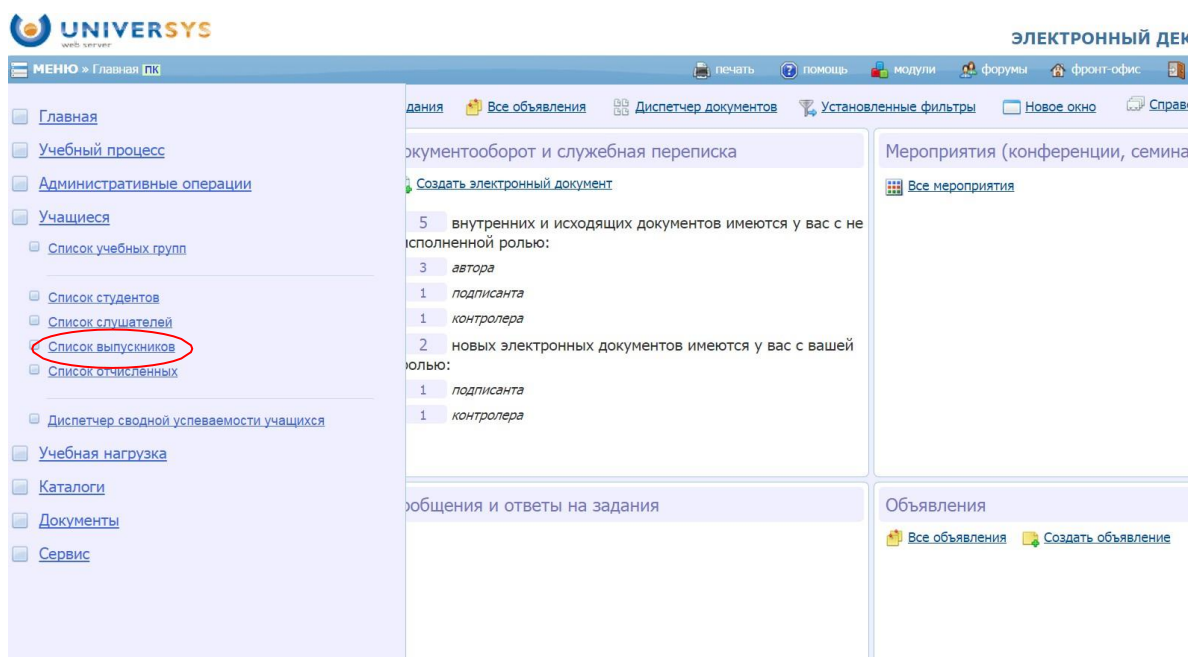 UNIVERSYS
web server
ЭЛЕКТРОННЫЙ ДЕК
МЕНЮ » Главная ПК
печать помощь модули форумы фронт-офис
дания Все объявления Диспетчер документов Установленные фильтры Новое окно Справо
Главная
Учебный процесс
Административные операции
Учащиеся
Список учебных групп
Список студентов
Список слушателей
Список выпускников
Список отчисленных
Диспетчер сводной успеваемости учащихся
Учебная нагрузка
Каталоги
Документы
Сервис
окументооборот и служебная переписка
Создать электронный документ
5 внутренних и исходящих документов имеются у вас с не
исполненной ролью:
3 автора
1 подписанта
1 контролера
2 новых электронных документов имеются у вас с вашей
ролью:
1 подписанта
1 контролера
Мероприятия (конференции, семина
Все мероприятия
ообщения и ответы на задания
Объявления
Все объявления Создать объявление